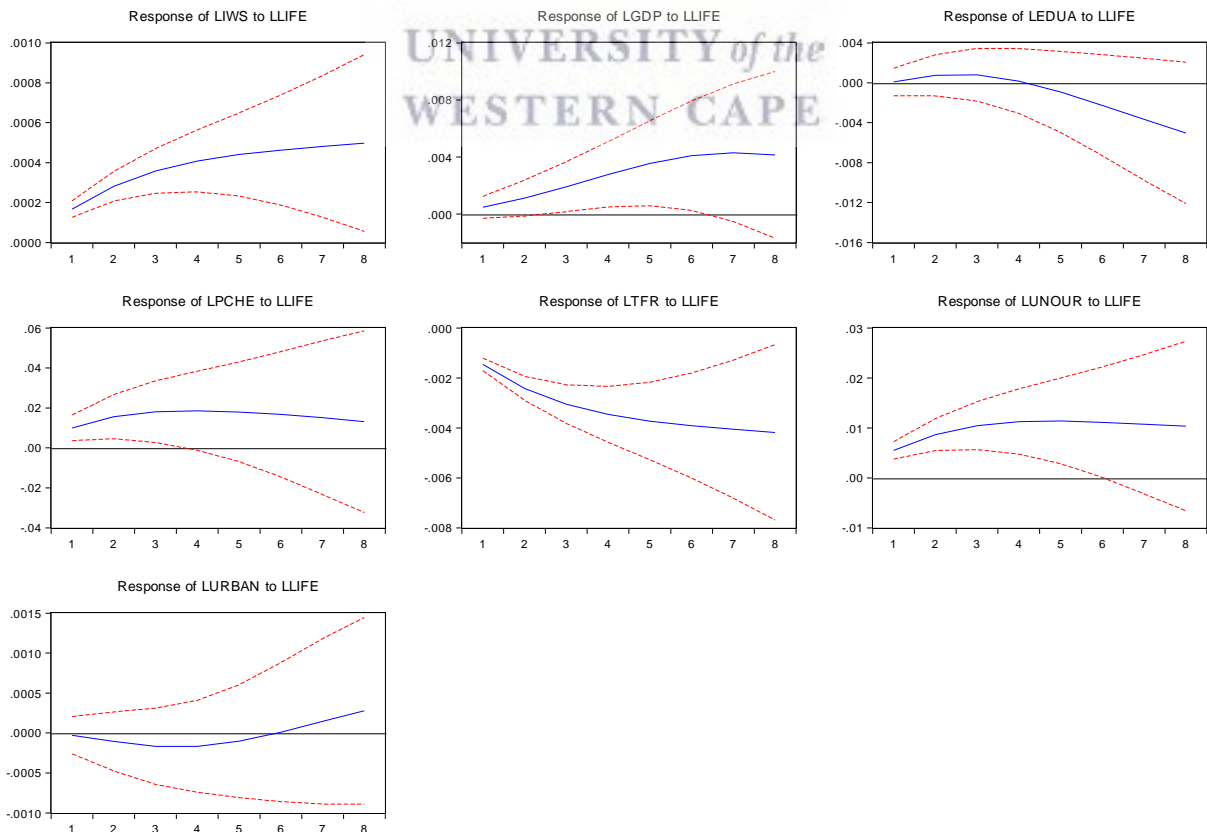 Response of LIWS to LLIFE
.0010
.0008
.0006
.0004
.0002
.0000
1 2 3 4 5 6 7 8
Response of LGDP to LLIFE
UNIVERSITY of the
WESTERN CAPE
.012
.008
.004
.000
1 2 3 4 5 6 7 8
Response of LEDUA to LLIFE
.004
.000
-.004
-.008
-.012
-.016
1 2 3 4 5 6 7 8
Response of LPCHE to LLIFE
.06
.04
.02
.00
-.02
-.04
1 2 3 4 5 6 7 8
Response of LTFR to LLIFE
.000
-.002
-.004
-.006
-.008
1 2 3 4 5 6 7 8
Response of LUNOUR to LLIFE
.03
.02
.01
.00
-.01
1 2 3 4 5 6 7 8
Response of LURBAN to LLIFE
.0015
.0010
.0005
.0000
-.0005
-.0010
1 2 3 4 5 6 7 8